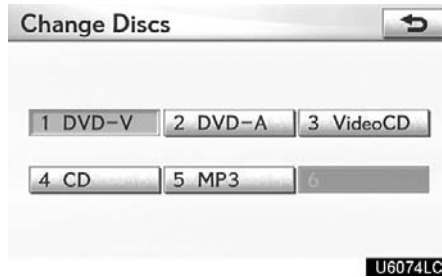 Change Discs
1 DVD-V 2 DVD-A 3 VideoCD
4 CD 5 MP3 6
U6074LC